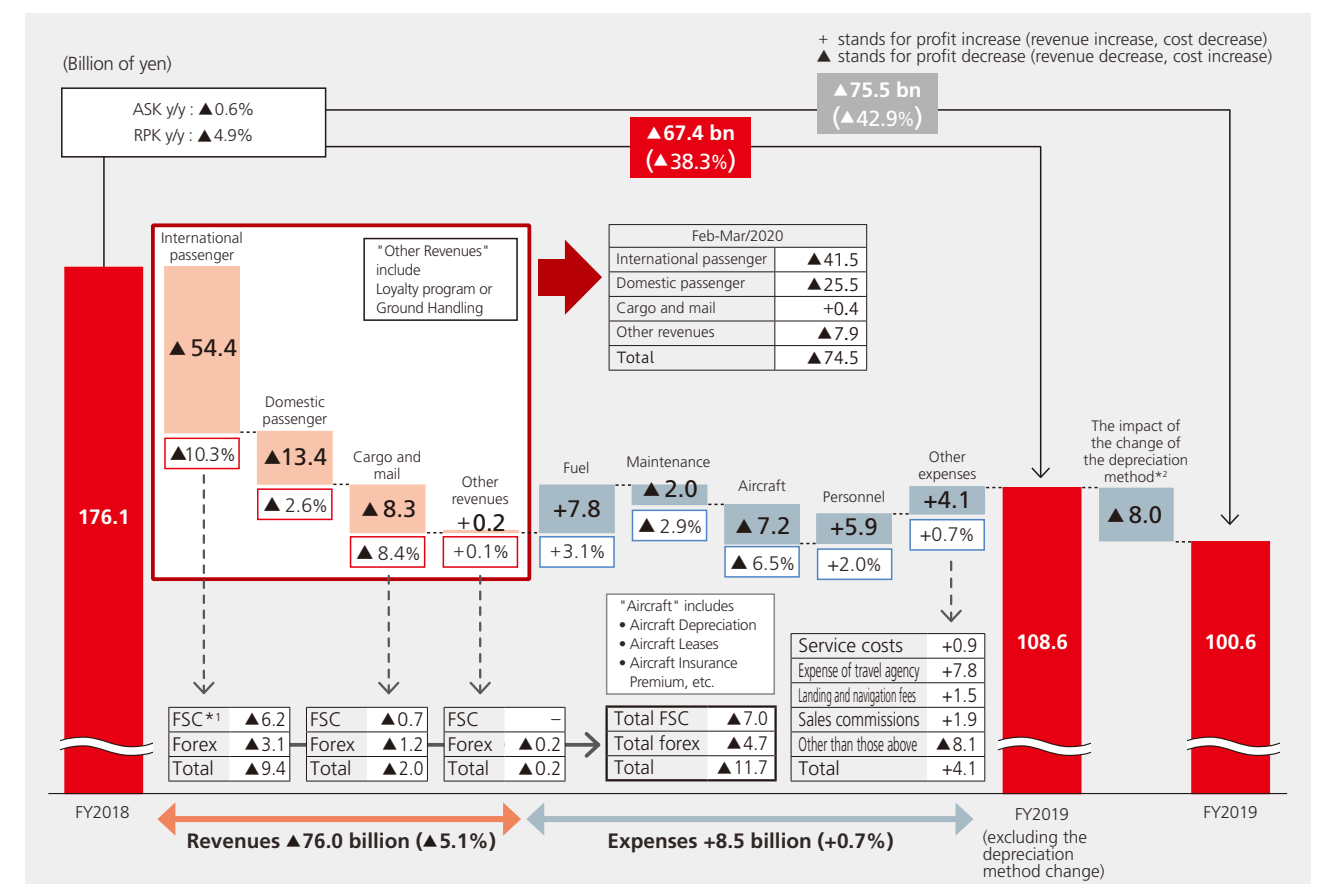 + stands for profit increase (revenue increase, cost decrease)
▲ stands for profit decrease (revenue decrease, cost increase)
(Billion of yen)
ASK y/y : ▲0.6%
RPK y/y : ▲4.9%
▲75.5 bn
(▲42.9%)
▲67.4 bn
(▲38.3%)
International
passenger
▲54.4
▲10.3%
"Other Revenues"
include
Loyalty program or
Ground Handling
Feb-Mar/2020
International passenger ▲41.5
Domestic passenger ▲25.5
Cargo and mail +0.4
Other revenues ▲7.9
Total ▲74.5
Domestic
passenger
▲13.4
▲2.6%
Cargo and
mail
▲8.3
▲8.4%
Other
revenues
+0.2
+0.1%
Fuel
+7.8
+3.1%
Maintenance
▲2.0
▲2.9%
Aircraft
▲7.2
▲6.5%
Personnel
+5.9
+2.0%
Other
expenses
+4.1
+0.7%
The impact of
the change of
the depreciation
method*2
▲8.0
176.1
108.6
100.6
"Aircraft" includes
• Aircraft Depreciation
• Aircraft Leases
• Aircraft Insurance
Premium, etc.
Service costs +0.9
Expense of travel agency +7.8
Landing and navigation fees +1.5
Sales commissions +1.9
Other than those above ▲8.1
Total +4.1
FSC*1 ▲6.2
Forex ▲3.1
Total ▲9.4
FSC ▲0.7
Forex ▲1.2
Total ▲2.0
FSC –
Forex ▲0.2
Total ▲0.2
Total FSC ▲7.0
Total forex ▲4.7
Total ▲11.7
FY2018
Revenues ▲76.0 billion (▲5.1%)
Expenses +8.5 billion (+0.7%)
FY2019
(excluding the
depreciation
method change)
FY2019